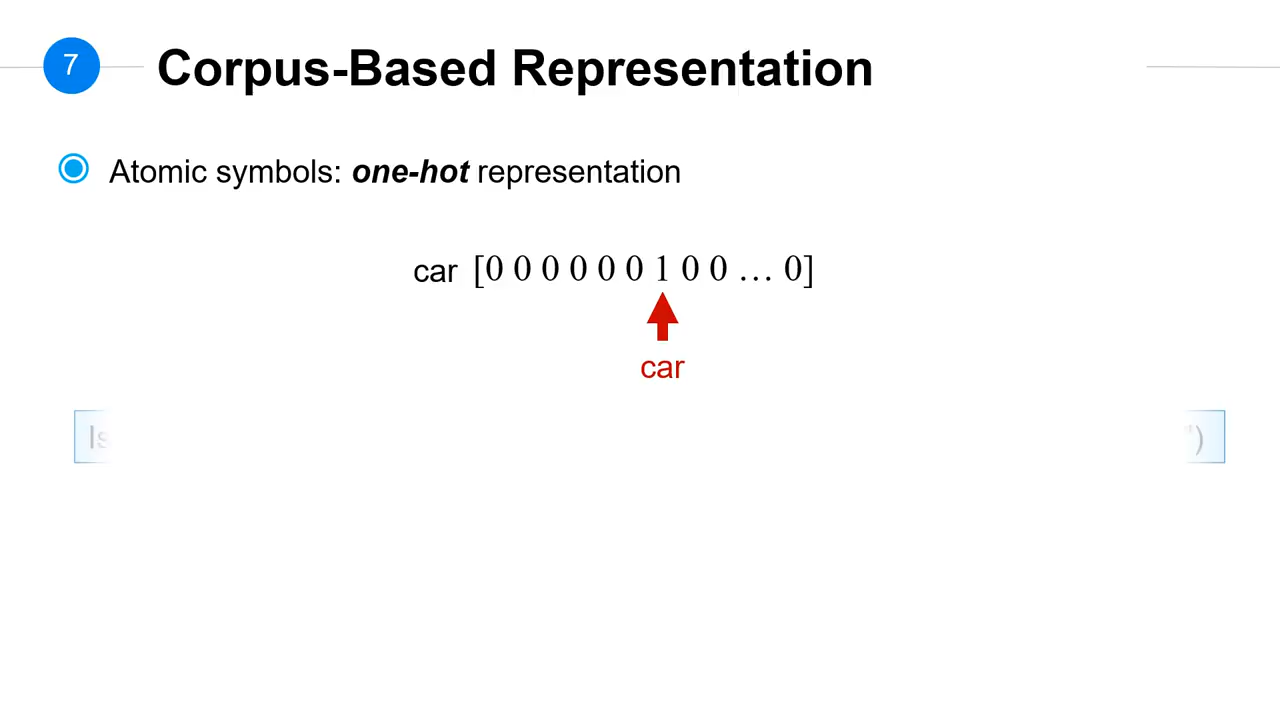 7
Corpus-Based Representation
Atomic symbols: one-hot representation
car [0 0 0 0 0 0 1 0 0 … 0]
car